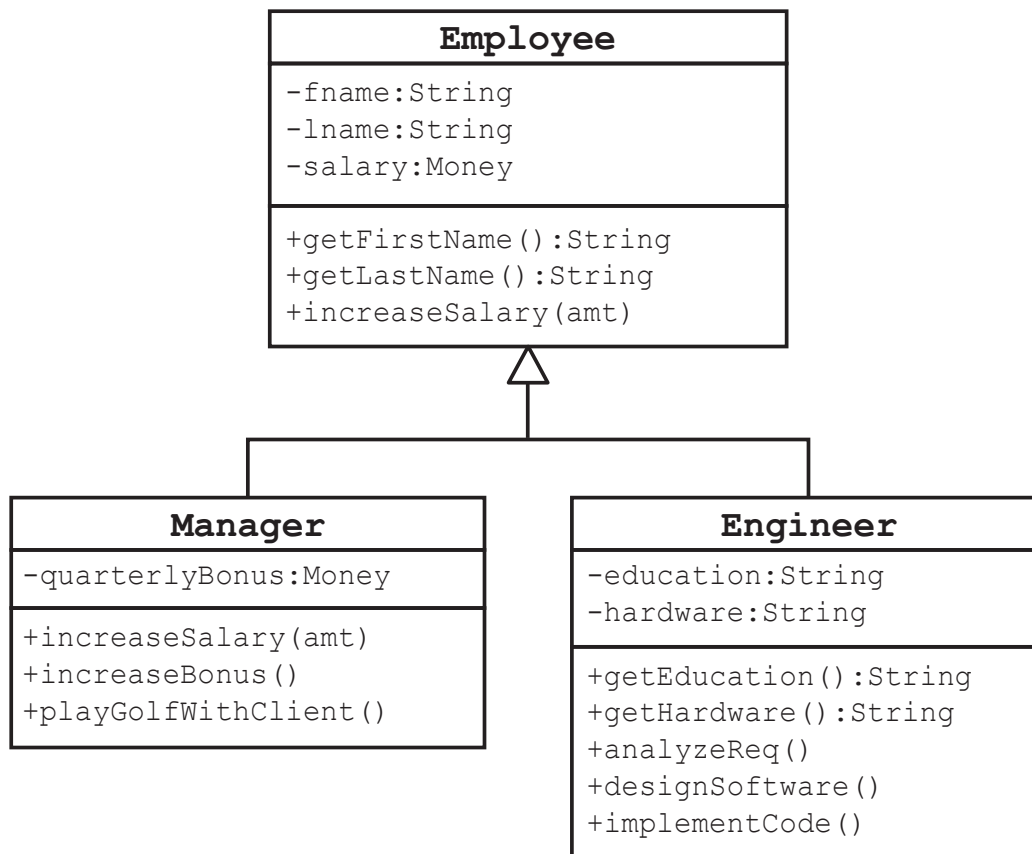 Employee
-fname:String
-lname:String
-salary:Money
+getFirstName():String
+getLastName():String
+increaseSalary(amt)
Manager
-quarterlyBonus:Money
+increaseSalary(amt)
+increaseBonus()
+playGolfWithClient()
Engineer
-education:String
-hardware:String
+getEducation():String
+getHardware():String
+analyzeReq()
+designSoftware()
+implementCode()